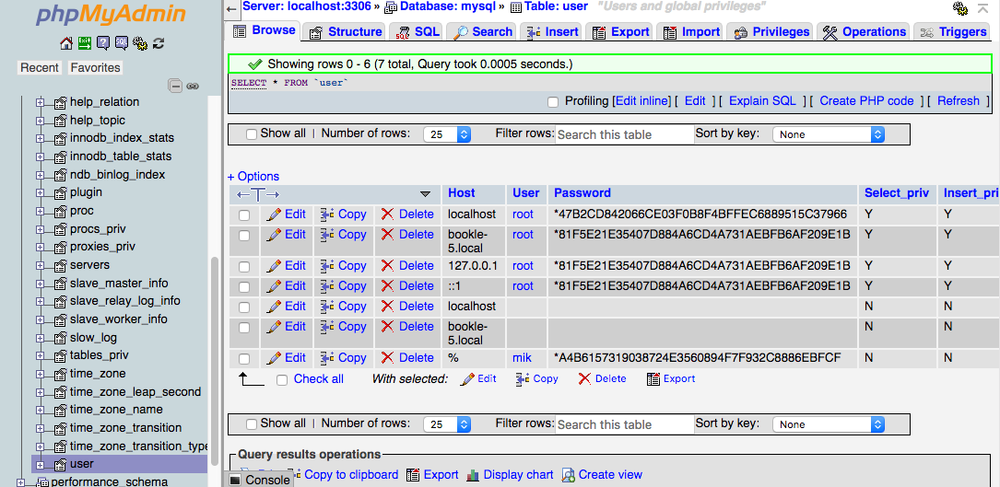 phpMyAdmin
Recent Favorites
help_relation
help_topic
innodb_index_stats
innodb_table_stats
ndb_binlog_index
plugin
proc
procs_priv
proxies_priv
servers
slave_master_info
slave_relay_log_info
slave_worker_info
slow_log
tables_priv
time_zone
time_zone_leap_second
time_zone_name
time_zone_transition
time_zone_transition_type
user
performance_schema
Server: localhost:3306 » Database: mysql » Table: user "Users and global privileges"
Browse Structure SQL Search Insert Export Import Privileges Operations Triggers
Showing rows 0 - 6 (7 total, Query took 0.0005 seconds.)
SELECT * FROM `user`
Profiling [Edit inline] [ Edit ] [ Explain SQL ] [ Create PHP code ] [ Refresh ]
Show all | Number of rows: 25 Filter rows: Search this table Sort by key: None
+ Options
←T→ Host User Password Select_priv Insert_pri
Edit Copy Delete localhost root *47B2CD842066CE03F0B8F4BFFEC6889515C37966 Y Y
Edit Copy Delete bookle- root *81F5E21E35407D884A6CD4A731AEBFB6AF209E1B Y Y
5.local
Edit Copy Delete 127.0.0.1 root *81F5E21E35407D884A6CD4A731AEBFB6AF209E1B Y Y
Edit Copy Delete ::1 root *81F5E21E35407D884A6CD4A731AEBFB6AF209E1B Y Y
Edit Copy Delete localhost N N
Edit Copy Delete bookle- N N
5.local
Edit Copy Delete % mik *A4B6157319038724E3560894F7F932C8886EBFCF N N
Check all With selected: Edit Copy Delete Export
Show all | Number of rows: 25 Filter rows: Search this table Sort by key: None
Query results operations
Console Copy to clipboard Export Display chart Create view